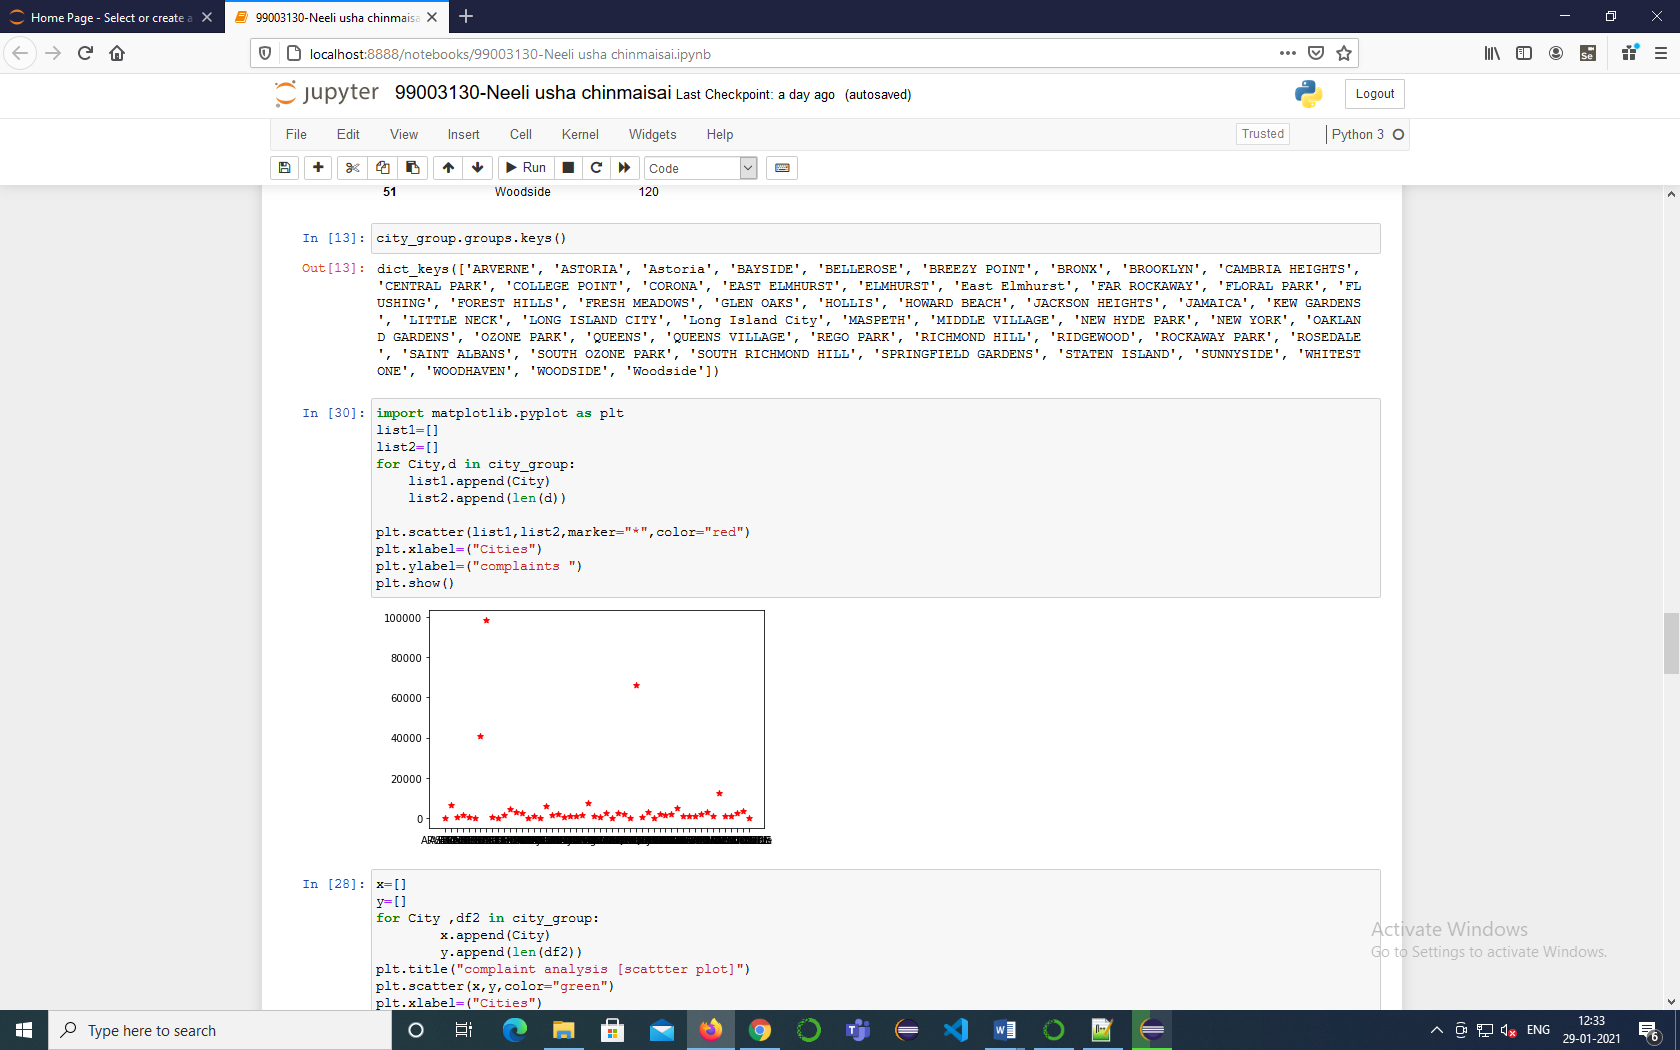 Home Page - Select or create a
99003130-Neeli usha chinmaisa
localhost:8888/notebooks/99003130-Neeli usha chinmaisai.ipynb
jupyter 99003130-Neeli usha chinmaisai Last Checkpoint: a day ago (autosaved)
Logout
File Edit View Insert Cell Kernel Widgets Help
Trusted
Python 3
Run
Code
51 Woodside 120
In [13]: city_group.groups.keys()
Out[13]: dict_keys(['ARVERNE', 'ASTORIA', 'Astoria', 'BAYSIDE', 'BELLEROSE', 'BREEZY POINT', 'BRONX', 'BROOKLYN', 'CAMBRIA HEIGHTS',
'CENTRAL PARK', 'COLLEGE POINT', 'CORONA', 'EAST ELMHURST', 'ELMHURST', 'East Elmhurst', 'FAR ROCKAWAY', 'FLORAL PARK', 'FL
USHING', 'FOREST HILLS', 'FRESH MEADOWS', 'GLEN OAKS', 'HOLLIS', 'HOWARD BEACH', 'JACKSON HEIGHTS', 'JAMAICA', 'KEW GARDENS
', 'LITTLE NECK', 'LONG ISLAND CITY', 'Long Island City', 'MASPETH', 'MIDDLE VILLAGE', 'NEW HYDE PARK', 'NEW YORK', 'OAKLAN
D GARDENS', 'OZONE PARK', 'QUEENS', 'QUEENS VILLAGE', 'REGO PARK', 'RICHMOND HILL', 'RIDGEWOOD', 'ROCKAWAY PARK', 'ROSEDALE
', 'SAINT ALBANS', 'SOUTH OZONE PARK', 'SOUTH RICHMOND HILL', 'SPRINGFIELD GARDENS', 'STATEN ISLAND', 'SUNNYSIDE', 'WHITEST
ONE', 'WOODHAVEN', 'WOODSIDE', 'Woodside'])
In [30]: import matplotlib.pyplot as plt
list1=[]
list2=[]
for City,d in city_group:
    list1.append(City)
    list2.append(len(d))
plt.scatter(list1,list2,marker="*",color="red")
plt.xlabel=("Cities")
plt.ylabel=("complaints ")
plt.show()
100000
80000
60000
40000
20000
0
In [28]: x=[]
y=[]
for City ,df2 in city_group:
        x.append(City)
        y.append(len(df2))
plt.title("complaint analysis [scattter plot]")
plt.scatter(x,y,color="green")
plt.xlabel=("Cities")
Activate Windows
Go to Settings to activate Windows.
Type here to search
ENG
12:33
29-01-2021
6